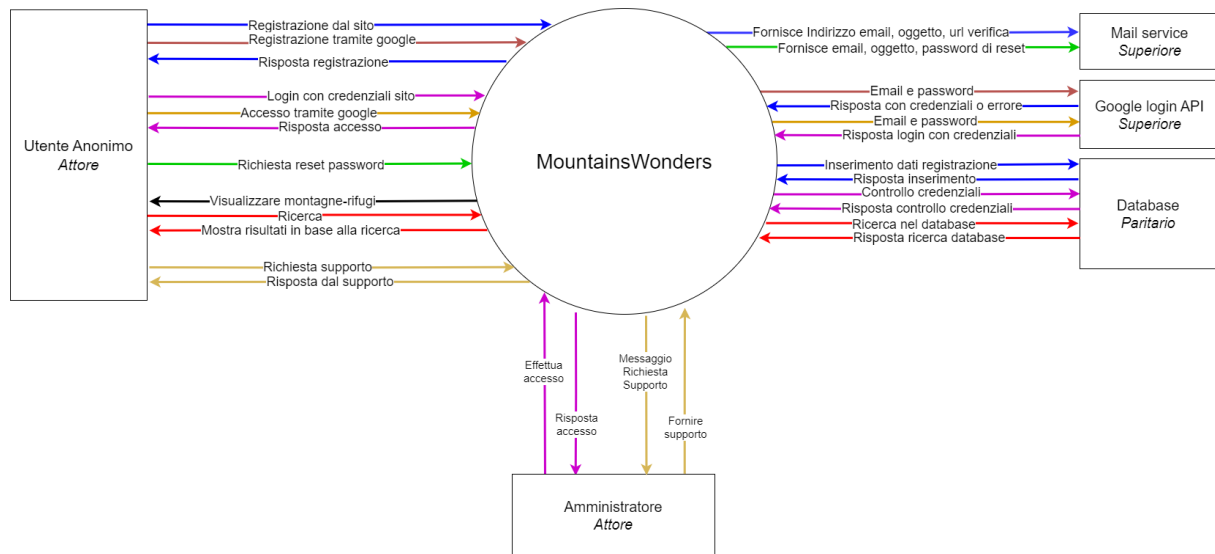 Registrazione dal sito
Registrazione tramite google
Risposta registrazione
Login con credenziali sito
Accesso tramite google
Risposta accesso
Utente Anonimo
Attore
Richiesta reset password
Visualizzare montagne-rifugi
Ricerca
Mostra risultati in base alla ricerca
Richiesta supporto
Risposta dal supporto
MountainsWonders
Fornisce Indirizzo email, oggetto, url verifica
Fornisce email, oggetto, password di reset
Mail service
Superiore
Email e password
Risposta con credenziali o errore
Email e password
Risposta login con credenziali
Google login API
Superiore
Inserimento dati registrazione
Risposta inserimento
Controllo credenziali
Risposta controllo credenziali
Ricerca nel database
Risposta ricerca database
Database
Paritario
Effettua
accesso
Risposta
accesso
Messaggio
Richiesta
Supporto
Fornire
supporto
Amministratore
Attore